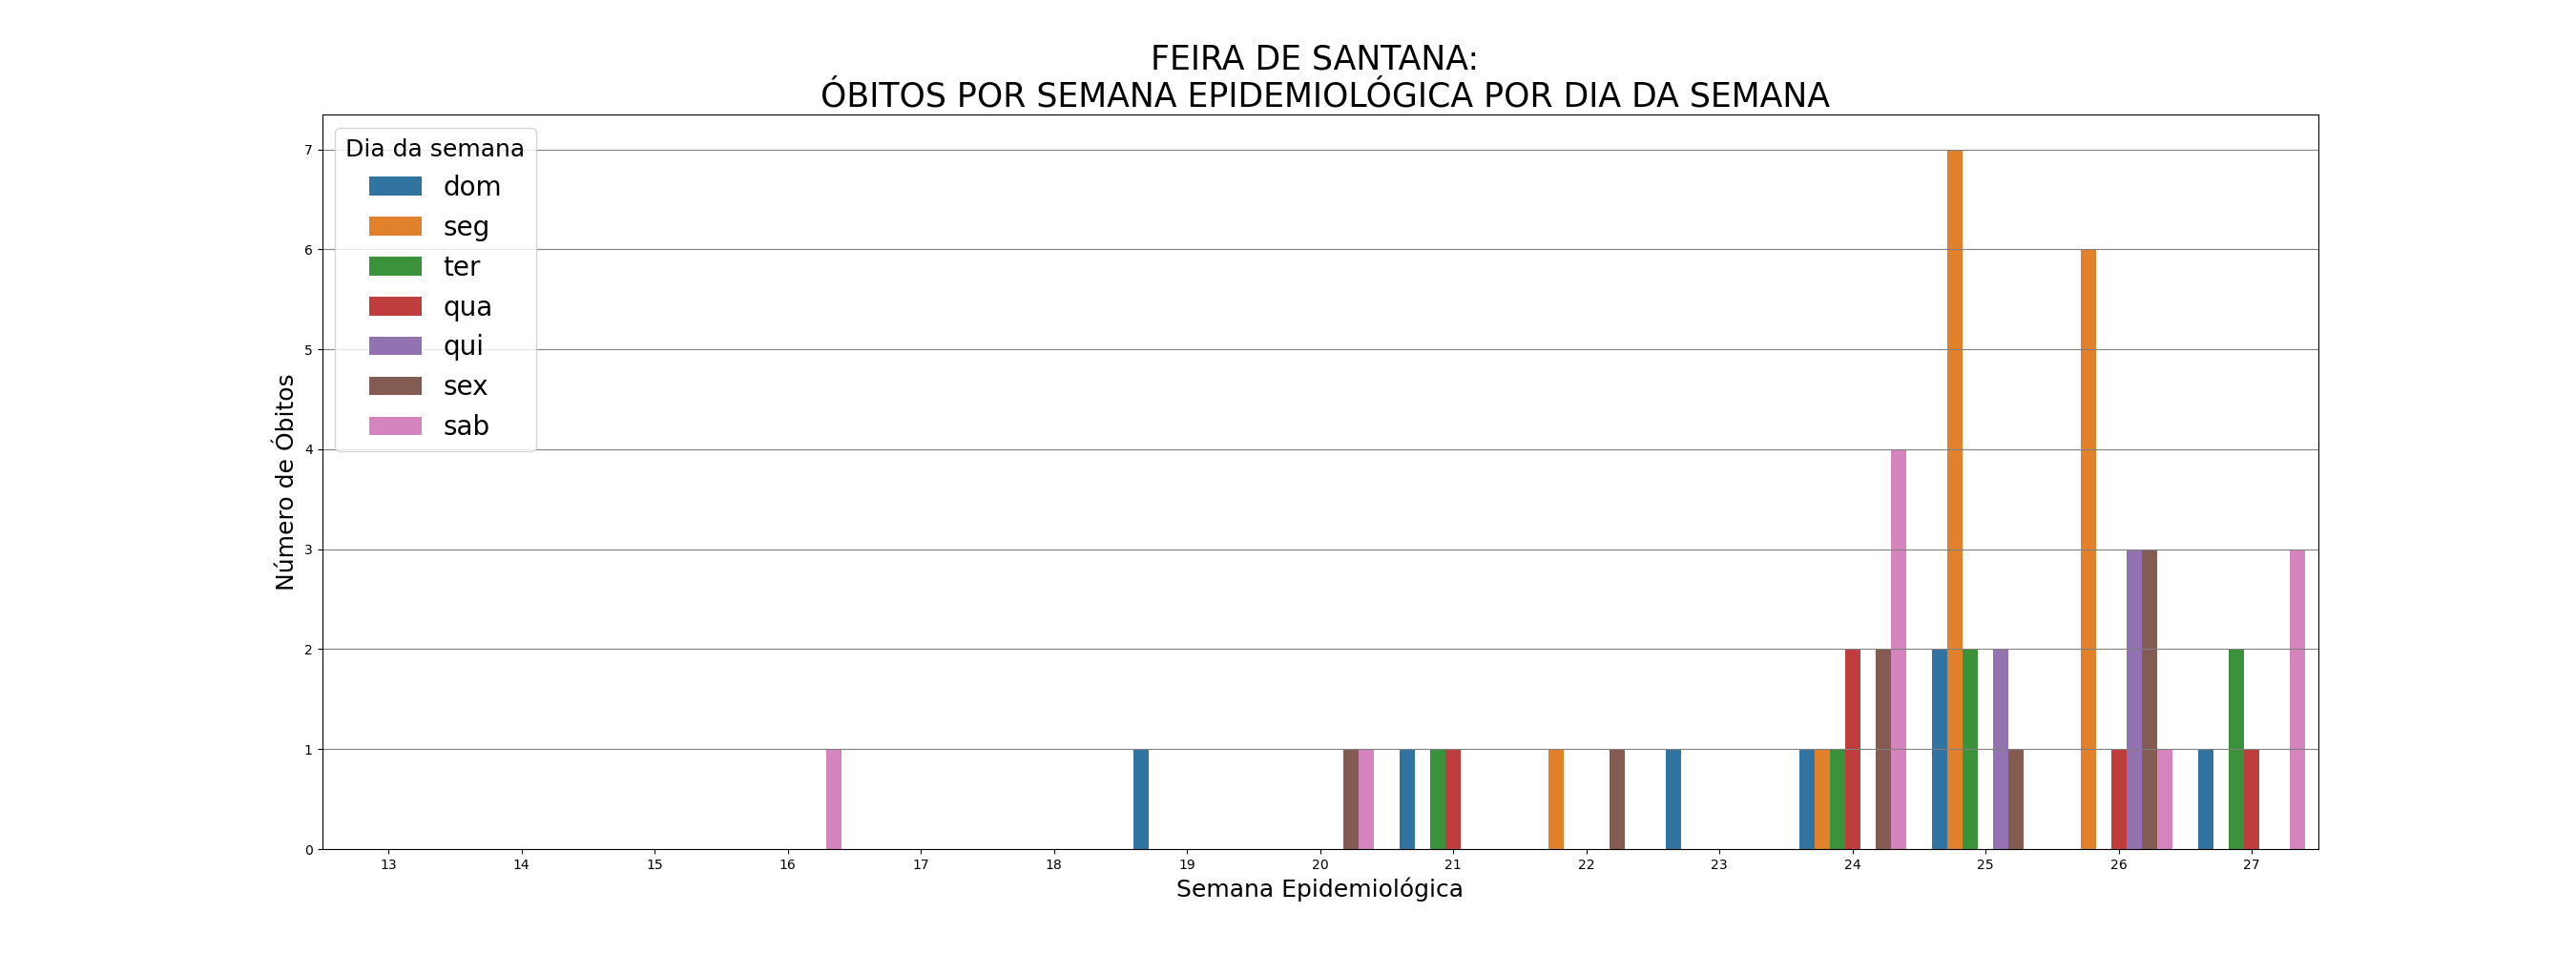 FEIRA DE SANTANA:
ÓBITOS POR SEMANA EPIDEMIOLÓGICA POR DIA DA SEMANA
Dia da semana
dom
seg
ter
qua
qui
sex
sab
Número de Óbitos
7
6
5
4
3
2
1
0
13 14 15 16 17 18 19 20 21 22 23 24 25 26 27
Semana Epidemiológica